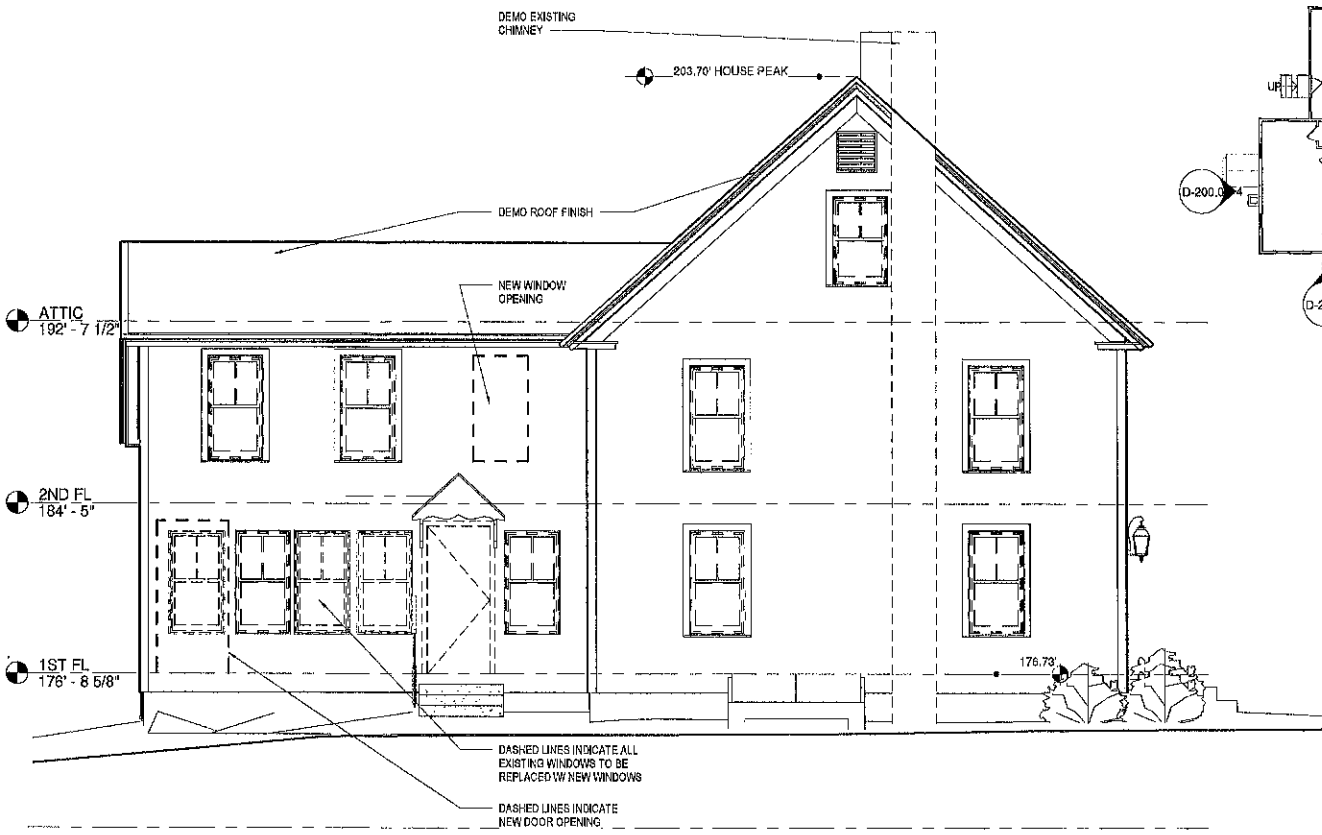 DEMO EXISTING
CHIMNEY
203.70' HOUSE PEAK
UP
DEMO ROOF FINISH
NEW WINDOW
OPENING
ATTIC
192' - 7 1/2"
2ND FL
184' - 5"
1ST FL
176' - 8 5/8"
176.73'
DASHED LINES INDICATE ALL
EXISTING WINDOWS TO BE
REPLACED W/ NEW WINDOWS
DASHED LINES INDICATE
NEW DOOR OPENING